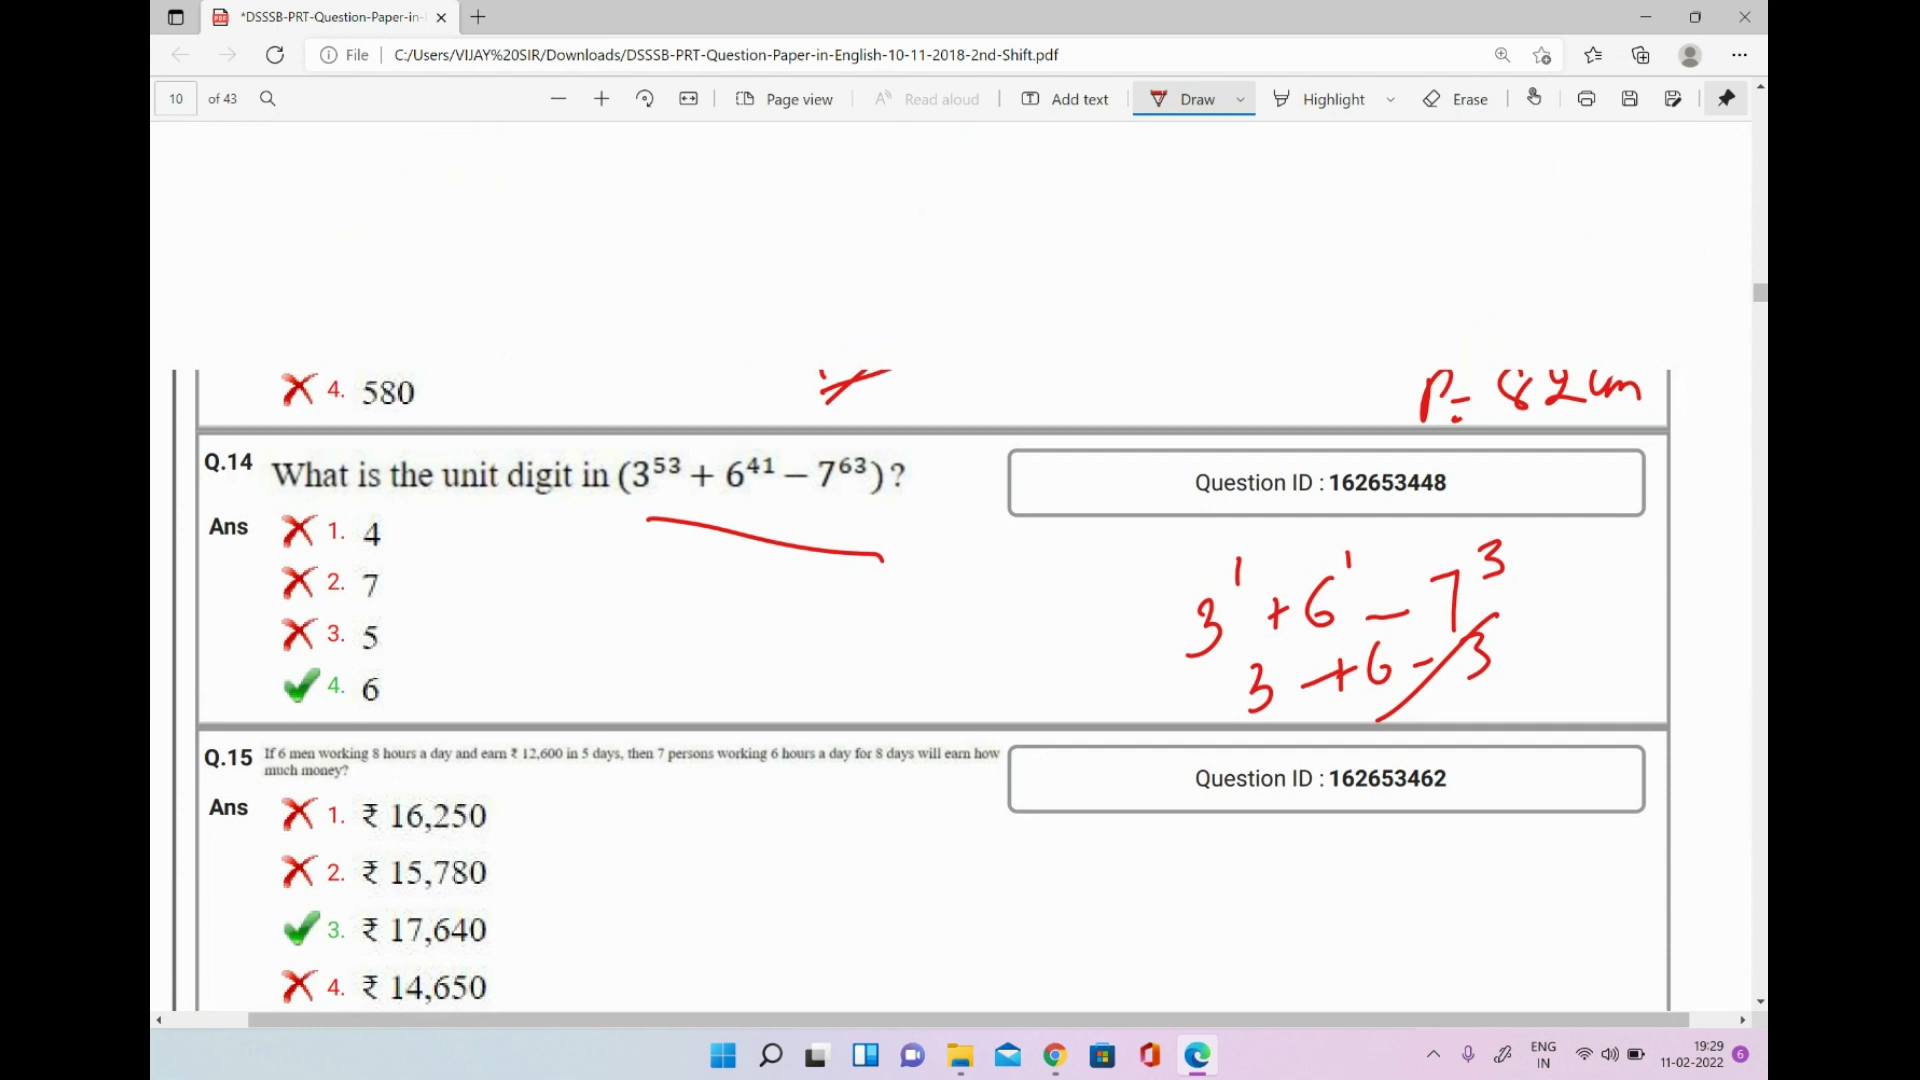 *DSSSB-PRT-Question-Paper-in-
File
C:/Users/VIJAY%20SIR/Downloads/DSSSB-PRT-Question-Paper-in-English-10-11-2018-2nd-Shift.pdf
10 of 43
Page view
Read aloud
Add text
Draw
Highlight
Erase
4. 580
P = 82 cm
Q.14 What is the unit digit in (3⁵³ + 6⁴¹ – 7⁶³)?
Question ID : 162653448
Ans
1. 4
2. 7
3. 5
4. 6
3¹ + 6¹ – 7³
3 + 6 – 3
Q.15 If 6 men working 8 hours a day and earn ₹ 12,600 in 5 days, then 7 persons working 6 hours a day for 8 days will earn how
much money?
Question ID : 162653462
Ans
1. ₹ 16,250
2. ₹ 15,780
3. ₹ 17,640
4. ₹ 14,650
ENG
IN
19:29
11-02-2022
6